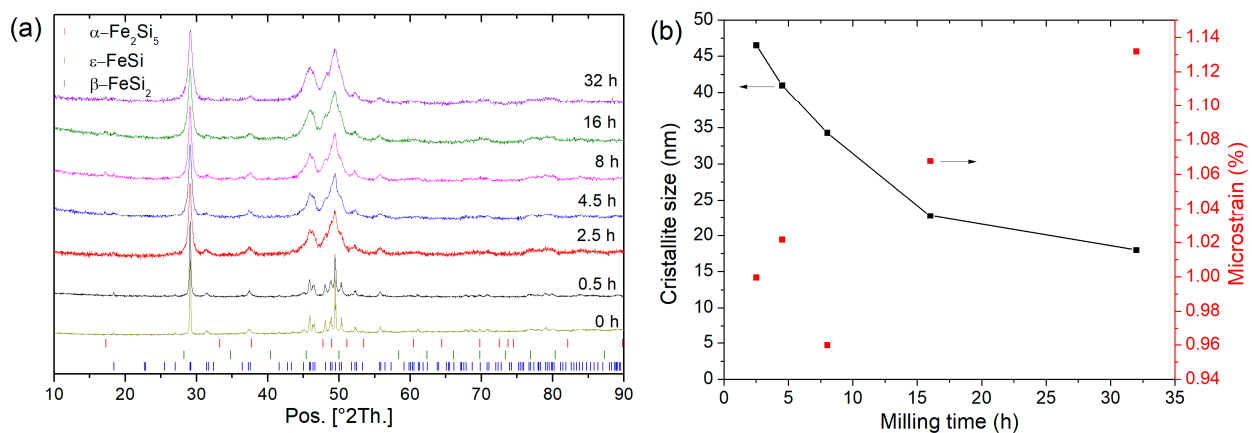 (a)
α-Fe₂Si₅
ε-FeSi
β-FeSi₂
32 h
16 h
8 h
4.5 h
2.5 h
0.5 h
0 h
10 20 30 40 50 60 70 80 90
Pos. [°2Th.]
(b)
50
45
40
35
30
25
20
15
10
5
0
Cristallite size (nm)
0 5 10 15 20 25 30 35
Milling time (h)
1.14
1.12
1.10
1.08
1.06
1.04
1.02
1.00
0.98
0.96
0.94
Microstrain (%)